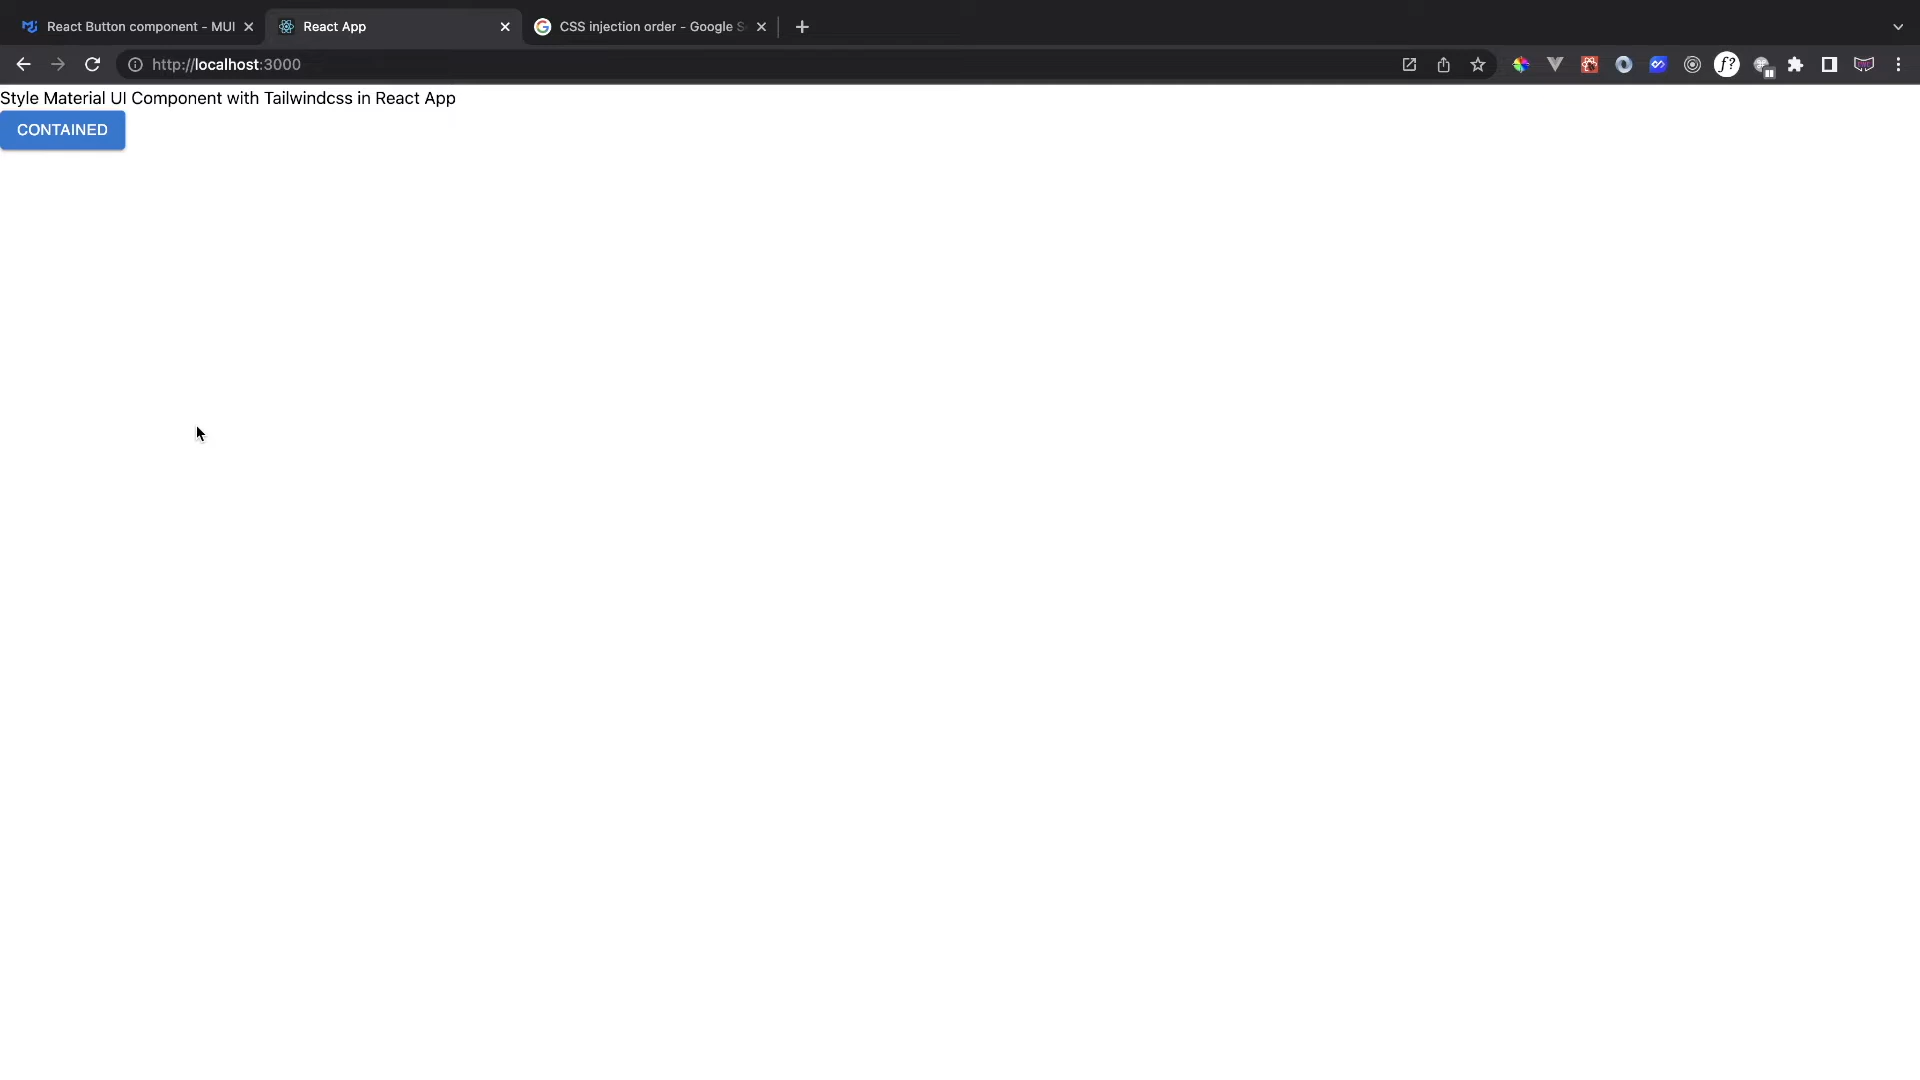 React Button component - MUI
React App
CSS injection order - Google S
http://localhost:3000
f?
Style Material UI Component with Tailwindcss in React App
CONTAINED